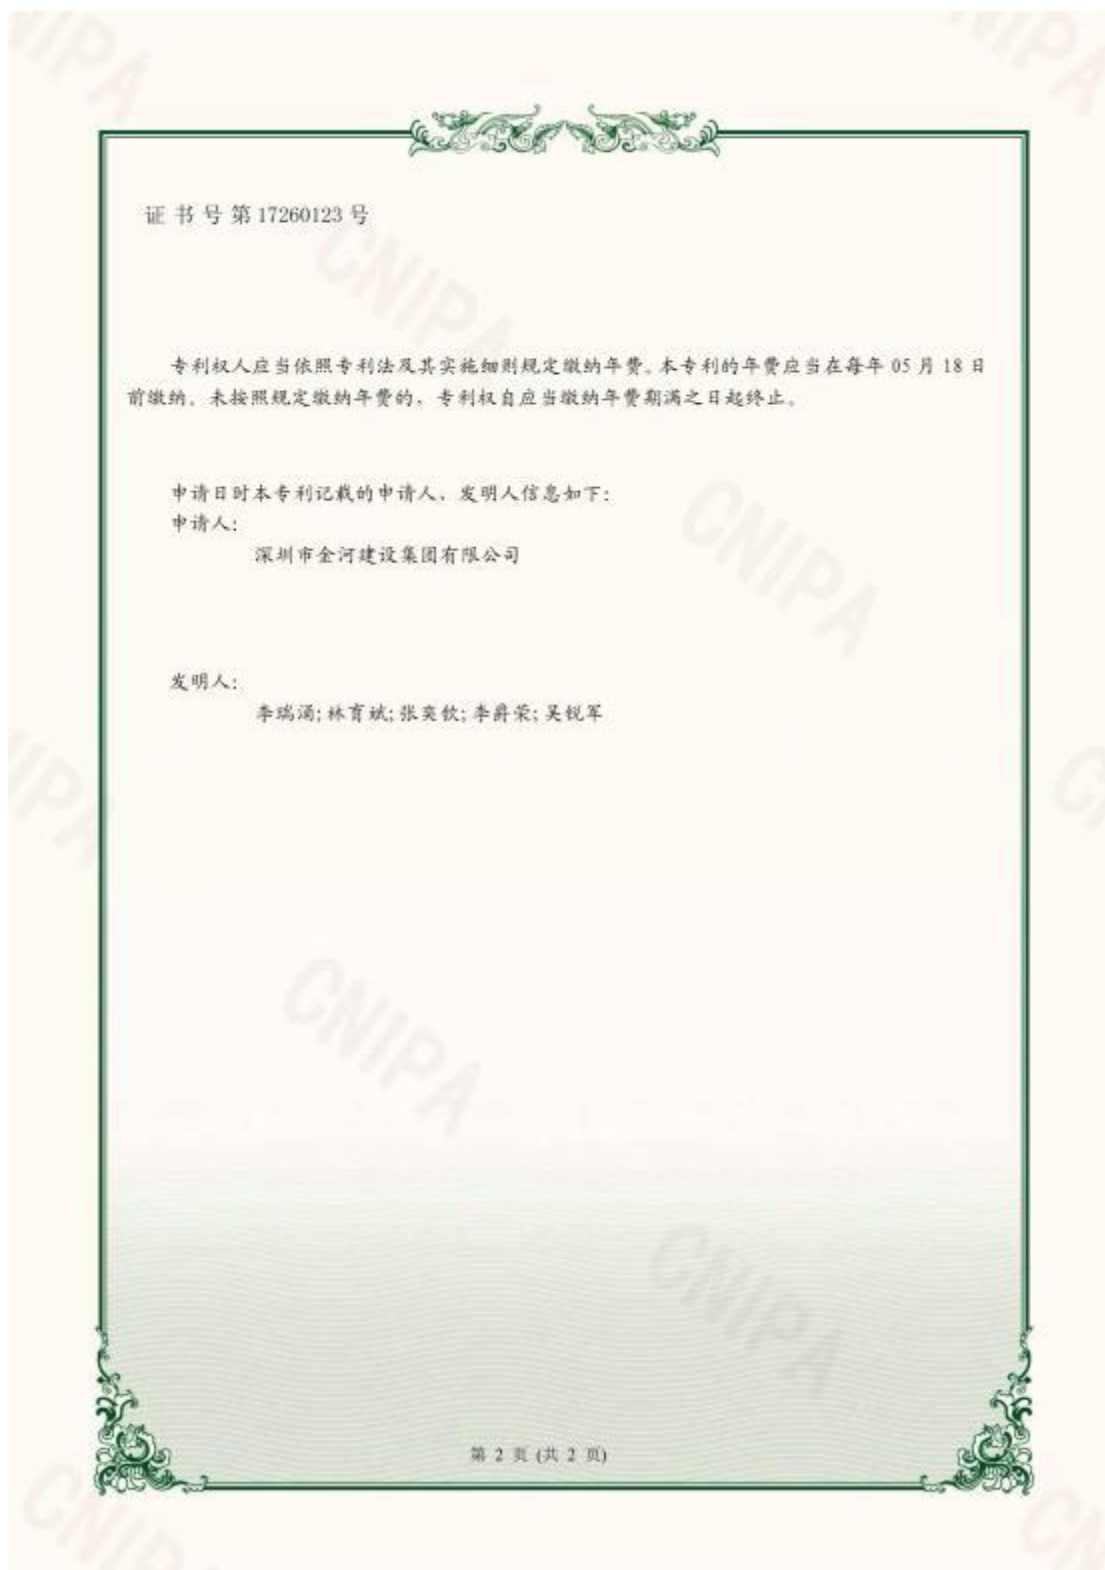 证书号第17260123号
专利权人应当依照专利法及其实施细则规定缴纳年费。本专利的年费应当在每年 05 月 18 日
前缴纳。未按照规定缴纳年费的，专利权自应当缴纳年费期满之日起终止。
申请日时本专利记载的申请人、发明人信息如下：
申请人：
深圳市金河建设集团有限公司
发明人：
李瑞涌;林育斌;张奕钦;李爵荣;吴锐军
第 2 页 (共 2 页)
CNIPA
CNIPA
CNIPA
CNIPA